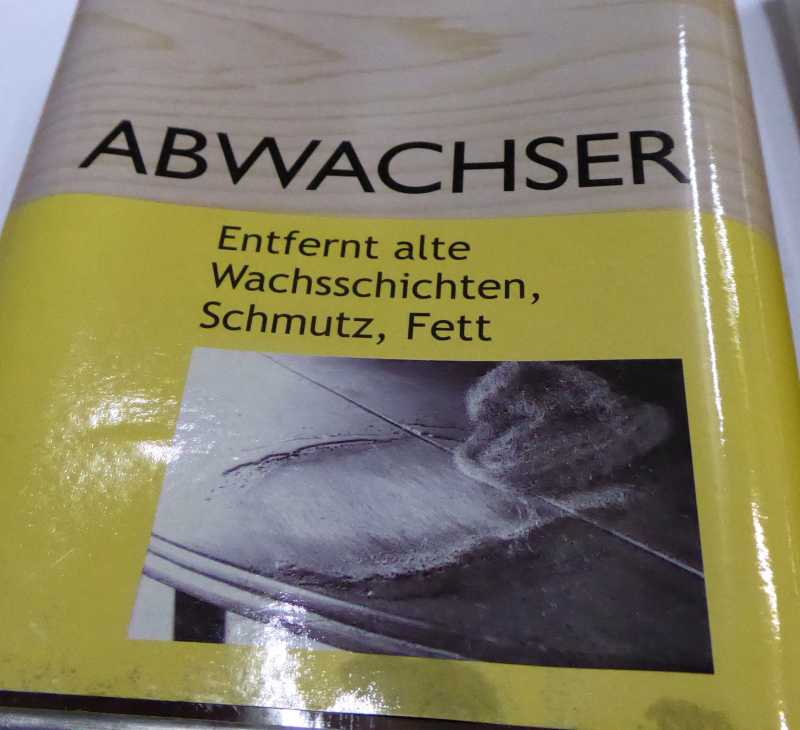 ABWACHSER
Entfernt alte
Wachsschichten,
Schmutz, Fett